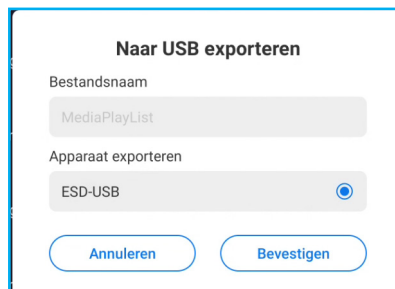 Naar USB exporteren
Bestandsnaam
MediaPlayList
Apparaat exporteren
ESD-USB
Annuleren Bevestigen